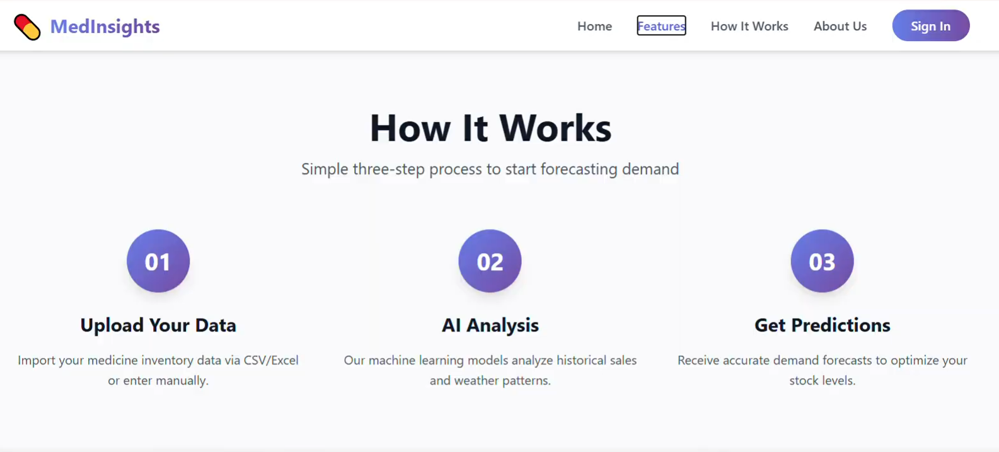 MedInsights
Home
Features
How It Works
About Us
Sign In
How It Works
Simple three-step process to start forecasting demand
01
02
03
Upload Your Data
AI Analysis
Get Predictions
Import your medicine inventory data via CSV/Excel
or enter manually.
Our machine learning models analyze historical sales
and weather patterns.
Receive accurate demand forecasts to optimize your
stock levels.